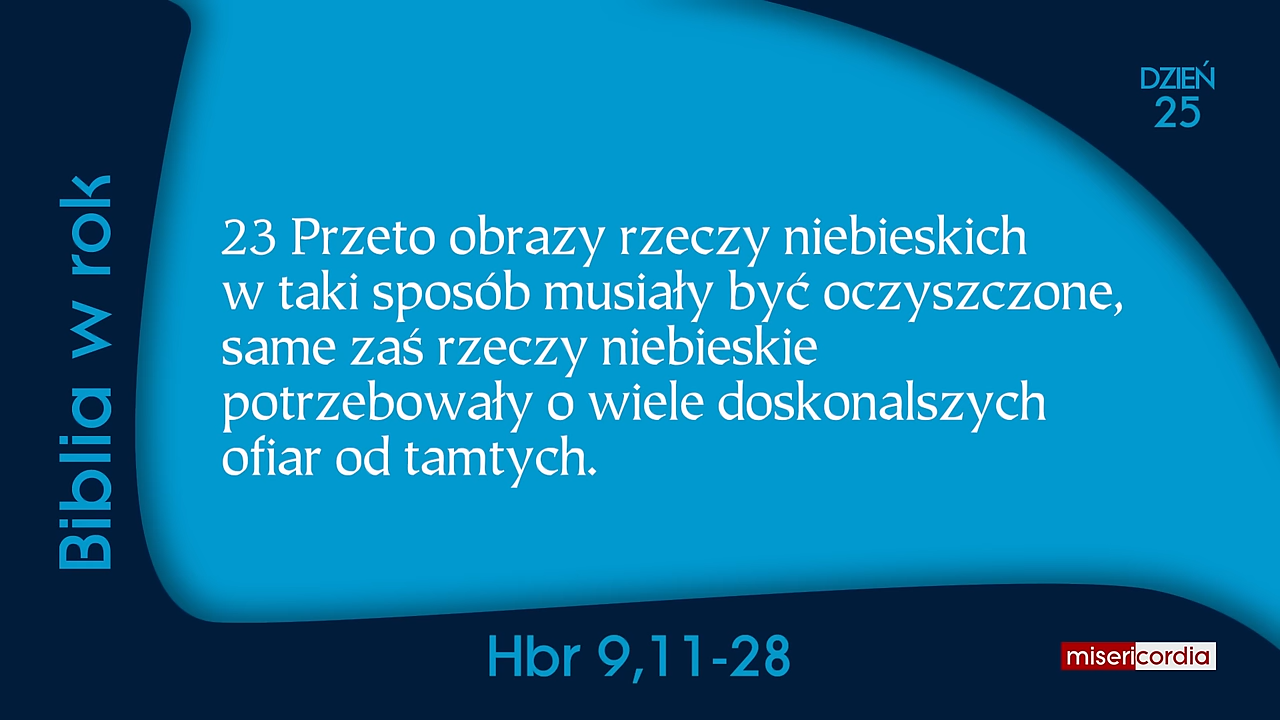 DZIEŃ
25
Biblia w rok
23 Przeto obrazy rzeczy niebieskich
w taki sposób musiały być oczyszczone,
same zaś rzeczy niebieskie
potrzebowały o wiele doskonalszych
ofiar od tamtych.
Hbr 9,11-28
misericordia